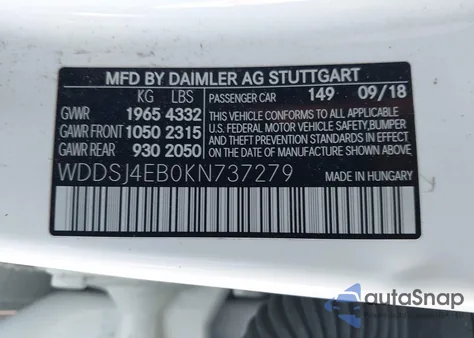 MFD BY DAIMLER AG STUTTGART
KG LBS PASSENGER CAR 149 09/18
GVWR 1965 4332
GAWR FRONT 1050 2315
GAWR REAR 930 2050
THIS VEHICLE CONFORMS TO ALL APPLICABLE
U.S. FEDERAL MOTOR VEHICLE SAFETY, BUMPER
AND THEFT PREVENTION STANDARDS IN EFFECT
ON THE DATE OF MANUFACTURE SHOWN ABOVE.
WDDSJ4EB0KN737279 MADE IN HUNGARY
autoSnap